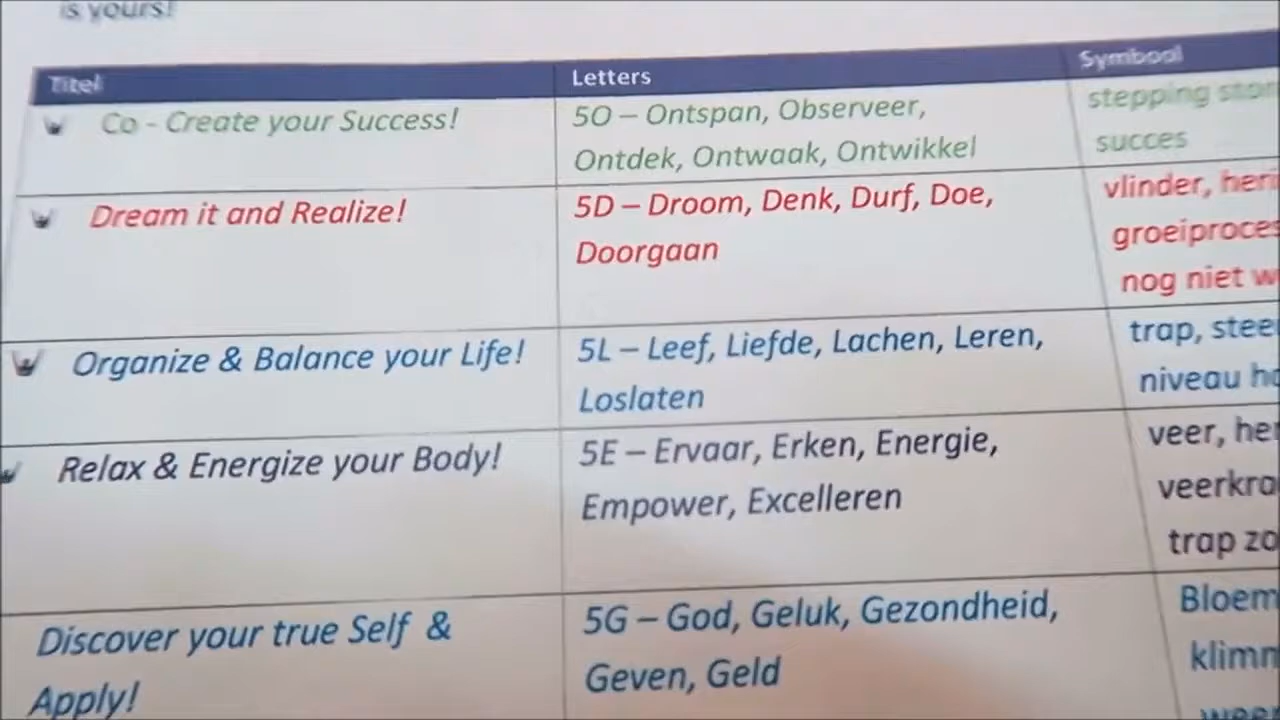 is yours!
Titel Letters Symbool
Co - Create your Success! 5O – Ontspan, Observeer, stepping
Ontdek, Ontwaak, Ontwikkel succes
Dream it and Realize! 5D – Droom, Denk, Durf, Doe, vlinder,
Doorgaan groeiproces
nog niet
Organize & Balance your Life! 5L – Leef, Liefde, Lachen, Leren, trap,
Loslaten niveau
Relax & Energize your Body! 5E – Ervaar, Erken, Energie, veer,
Empower, Excelleren
trap
Discover your true Self & 5G – God, Geluk, Gezondheid,
Apply! Geven, Geld